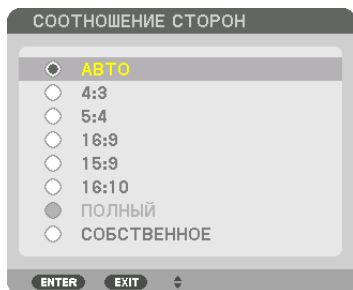 СООТНОШЕНИЕ СТОРОН
АВТО
4:3
5:4
16:9
15:9
16:10
ПОЛНЫЙ
СОБСТВЕННОЕ
ENTER EXIT